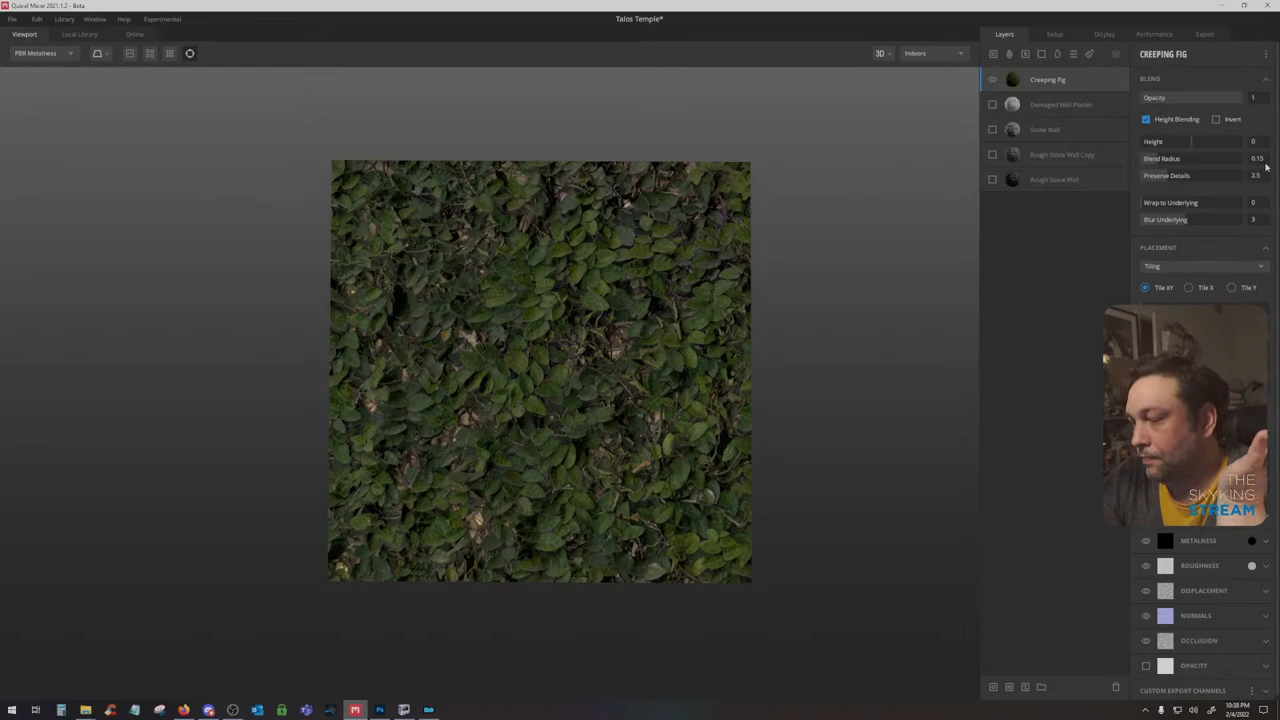 Quixel Mixer 2021.1.2 - Beta
File Edit Library Window Help Experimental
Talos Temple*
Viewport Local Library Online
Layers Setup Display Performance Export
PBR Metalness
3D
Indoors
CREEPING FIG
Creeping Fig
Damaged Wall Plaster
Stone Wall
Rough Stone Wall Copy
Rough Stone Wall
BLEND
Opacity 1
Height Blending Invert
Height 0
Blend Radius 0.15
Preserve Details 2.5
Wrap to Underlying 0
Blur Underlying 3
PLACEMENT
Tiling
Tile XY Tile X Tile Y
THE
SKYKING
STREAM
METALNESS
ROUGHNESS
DISPLACEMENT
NORMALS
OCCLUSION
OPACITY
CUSTOM EXPORT CHANNELS
10:38 PM
2/4/2022